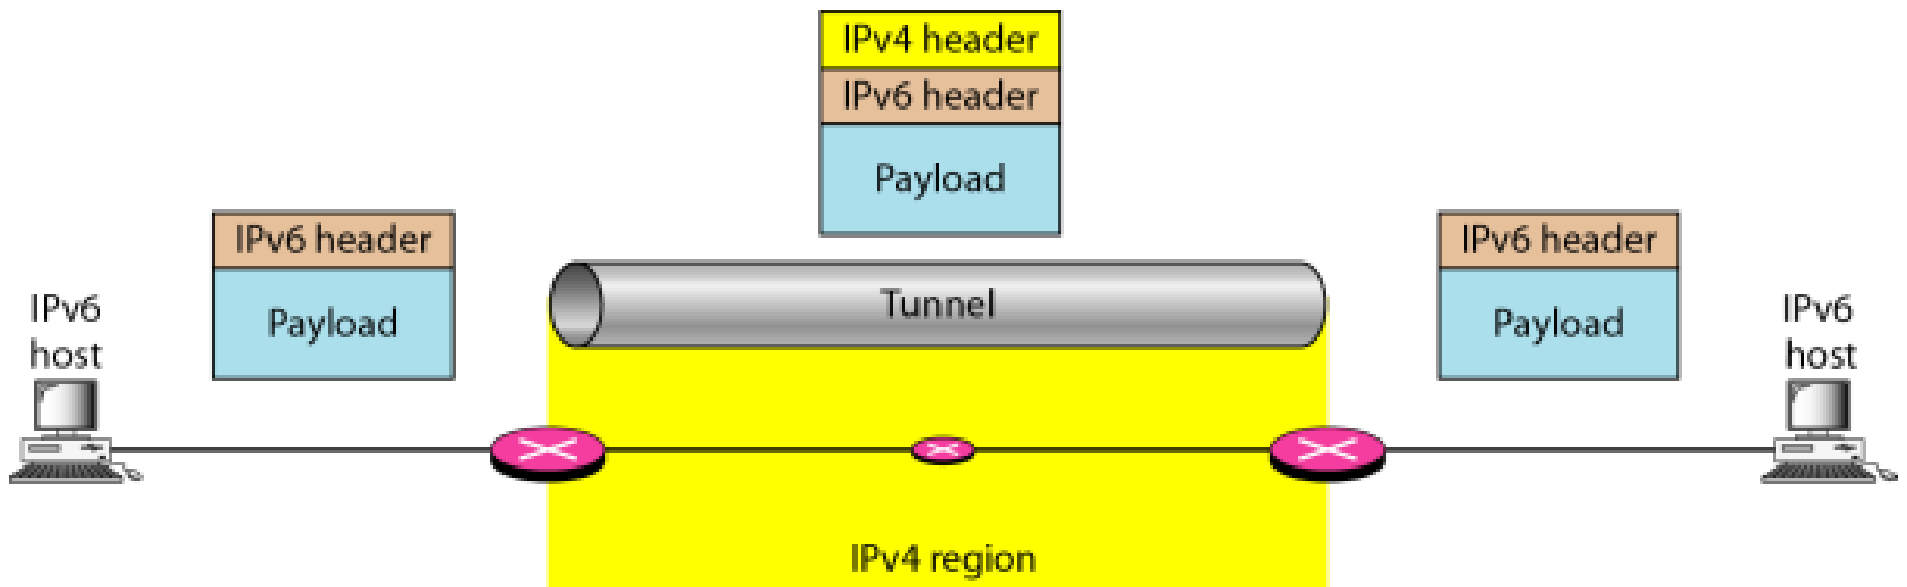 IPv4 header
IPv6 header
Payload
IPv6 header
Payload
IPv6 header
Payload
IPv6
host
Tunnel
IPv6
host
IPv4 region